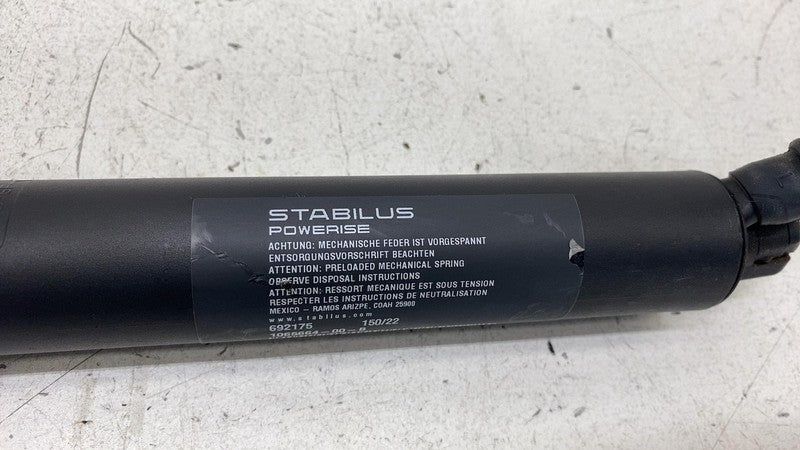 STABILUS
POWERISE
ACHTUNG: MECHANISCHE FEDER IST VORGESPANNT
ENTSORGUNGSVORSCHRIFT BEACHTEN
ATTENTION: PRELOADED MECHANICAL SPRING
OBSERVE DISPOSAL INSTRUCTIONS
ATTENTION: RESSORT MECANIQUE EST SOUS TENSION
RESPECTER LES INSTRUCTIONS DE NEUTRALISATION
MEXICO – RAMOS ARIZPE, COAH 25900
www.stabilus.com
692175 150/22